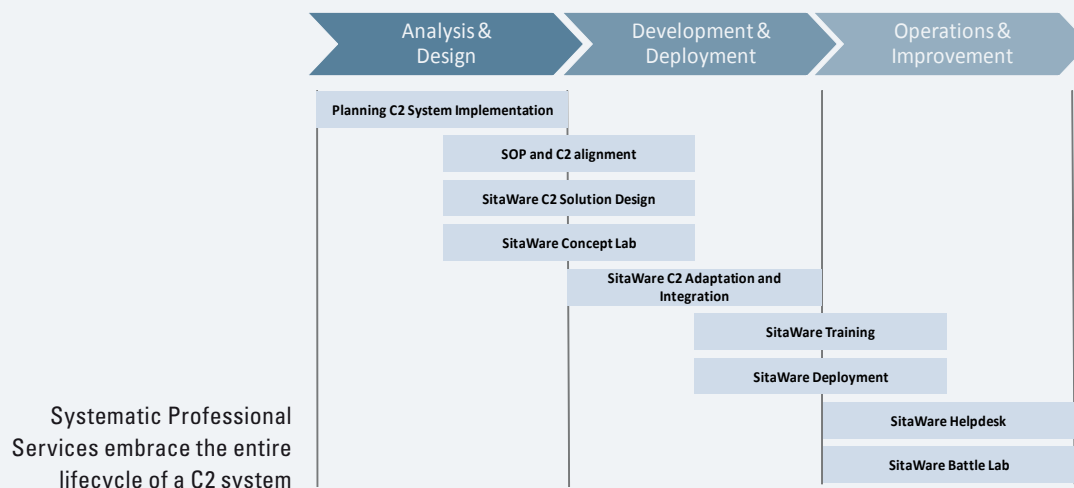 Analysis &
Design
Development &
Deployment
Operations &
Improvement
Planning C2 System Implementation
SOP and C2 alignment
SitaWare C2 Solution Design
SitaWare Concept Lab
SitaWare C2 Adaptation and
Integration
SitaWare Training
SitaWare Deployment
SitaWare Helpdesk
SitaWare Battle Lab
Systematic Professional
Services embrace the entire
lifecycle of a C2 system